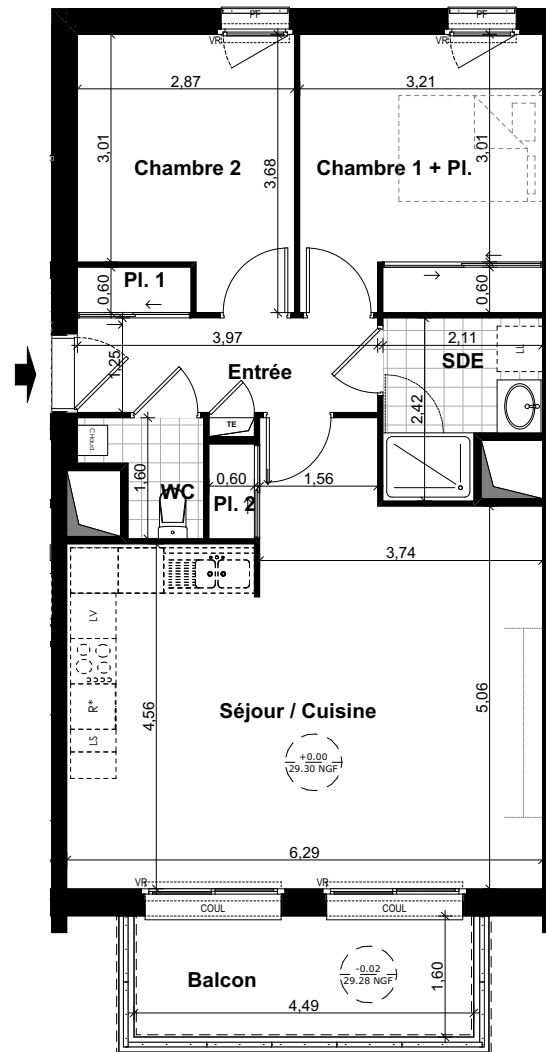 PF
PF
VR
VR
2,87
3,21
3,01
3,68
3,01
Chambre 2
Chambre 1 + Pl.
0,60
Pl. 1
0,60
3,97
2,11
1,25
Entrée
SDE
LL
2,42
TE
Chaud.
1,60
WC
0,60
Pl. 2
1,56
3,74
LV
R*
LS
4,56
Séjour / Cuisine
5,06
+0.00
29.30 NGF
6,29
VR
VR
COUL
COUL
Balcon
-0.02
29.28 NGF
1,60
4,49